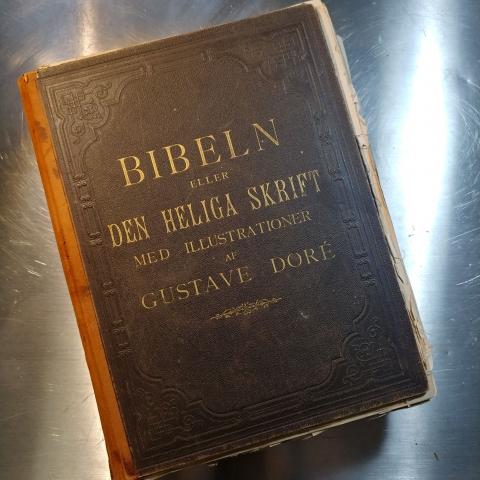 BIBELN
ELLER
DEN HELIGA SKRIFT
MED ILLUSTRATIONER
AF
GUSTAVE DORÉ